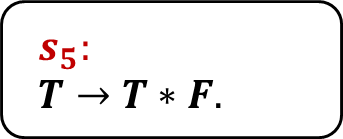 s₅:
T → T * F.